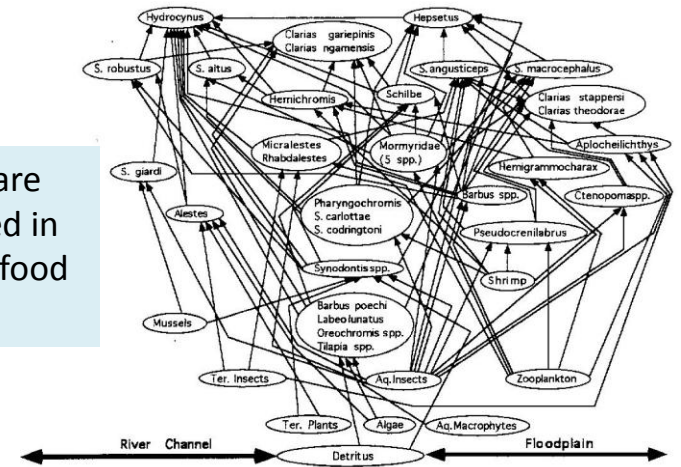 Hydrocynus
Hepsetus
Clarias gariepinis
Clarias ngamensis
S. robustus
S. altus
S. angusticeps
S. macrocephalus
Hemichromis
Schilbe
Clarias stappersi
Clarias theodorae
Micralestes
Rhabdalestes
Mormyridae
(5 spp.)
Aplocheilichthys
S. giardi
Hemigrammocharax
are
ed in
food
Alestes
Pharyngochromis
S. carlottae
S. codringtoni
Barbus spp.
Ctenopoma spp.
Pseudocrenilabrus
Synodontis spp.
Shrimp
Mussels
Barbus poechi
Labeo lunatus
Oreochromis spp.
Tilapia spp.
Ter. Insects
Aq. Insects
Zooplankton
Ter. Plants
Algae
Aq. Macrophytes
River Channel
Detritus
Floodplain